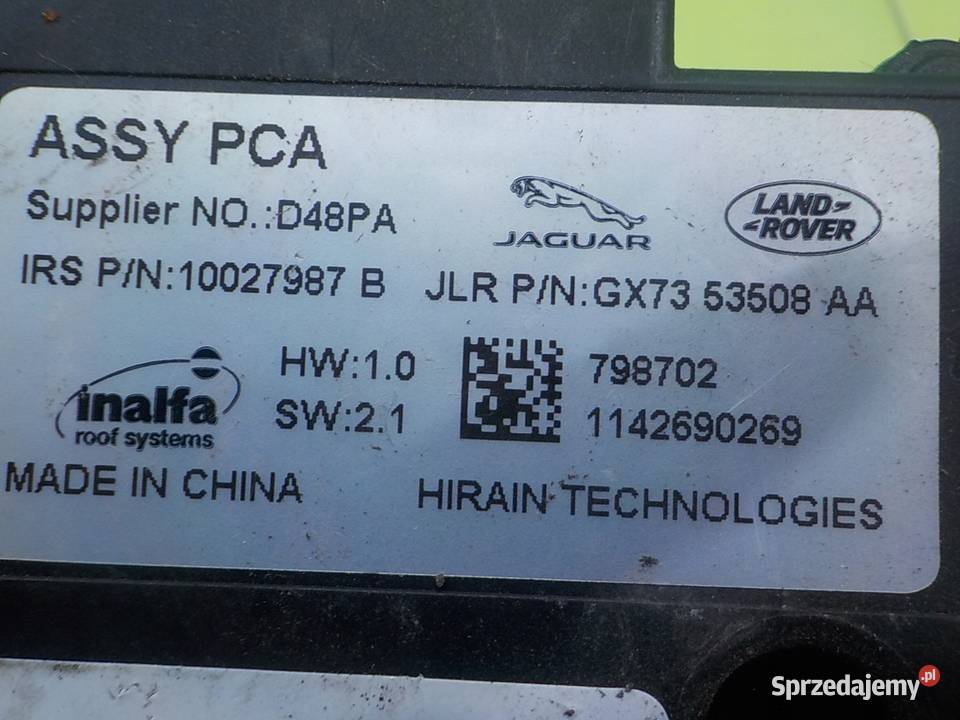 ASSY PCA
Supplier NO.:D48PA
JAGUAR
LAND-
-ROVER
IRS P/N:10027987 B JLR P/N:GX73 53508 AA
inalfa
roof systems
HW:1.0
SW:2.1
798702
1142690269
MADE IN CHINA
HIRAIN TECHNOLOGIES
Sprzedajemy.pl